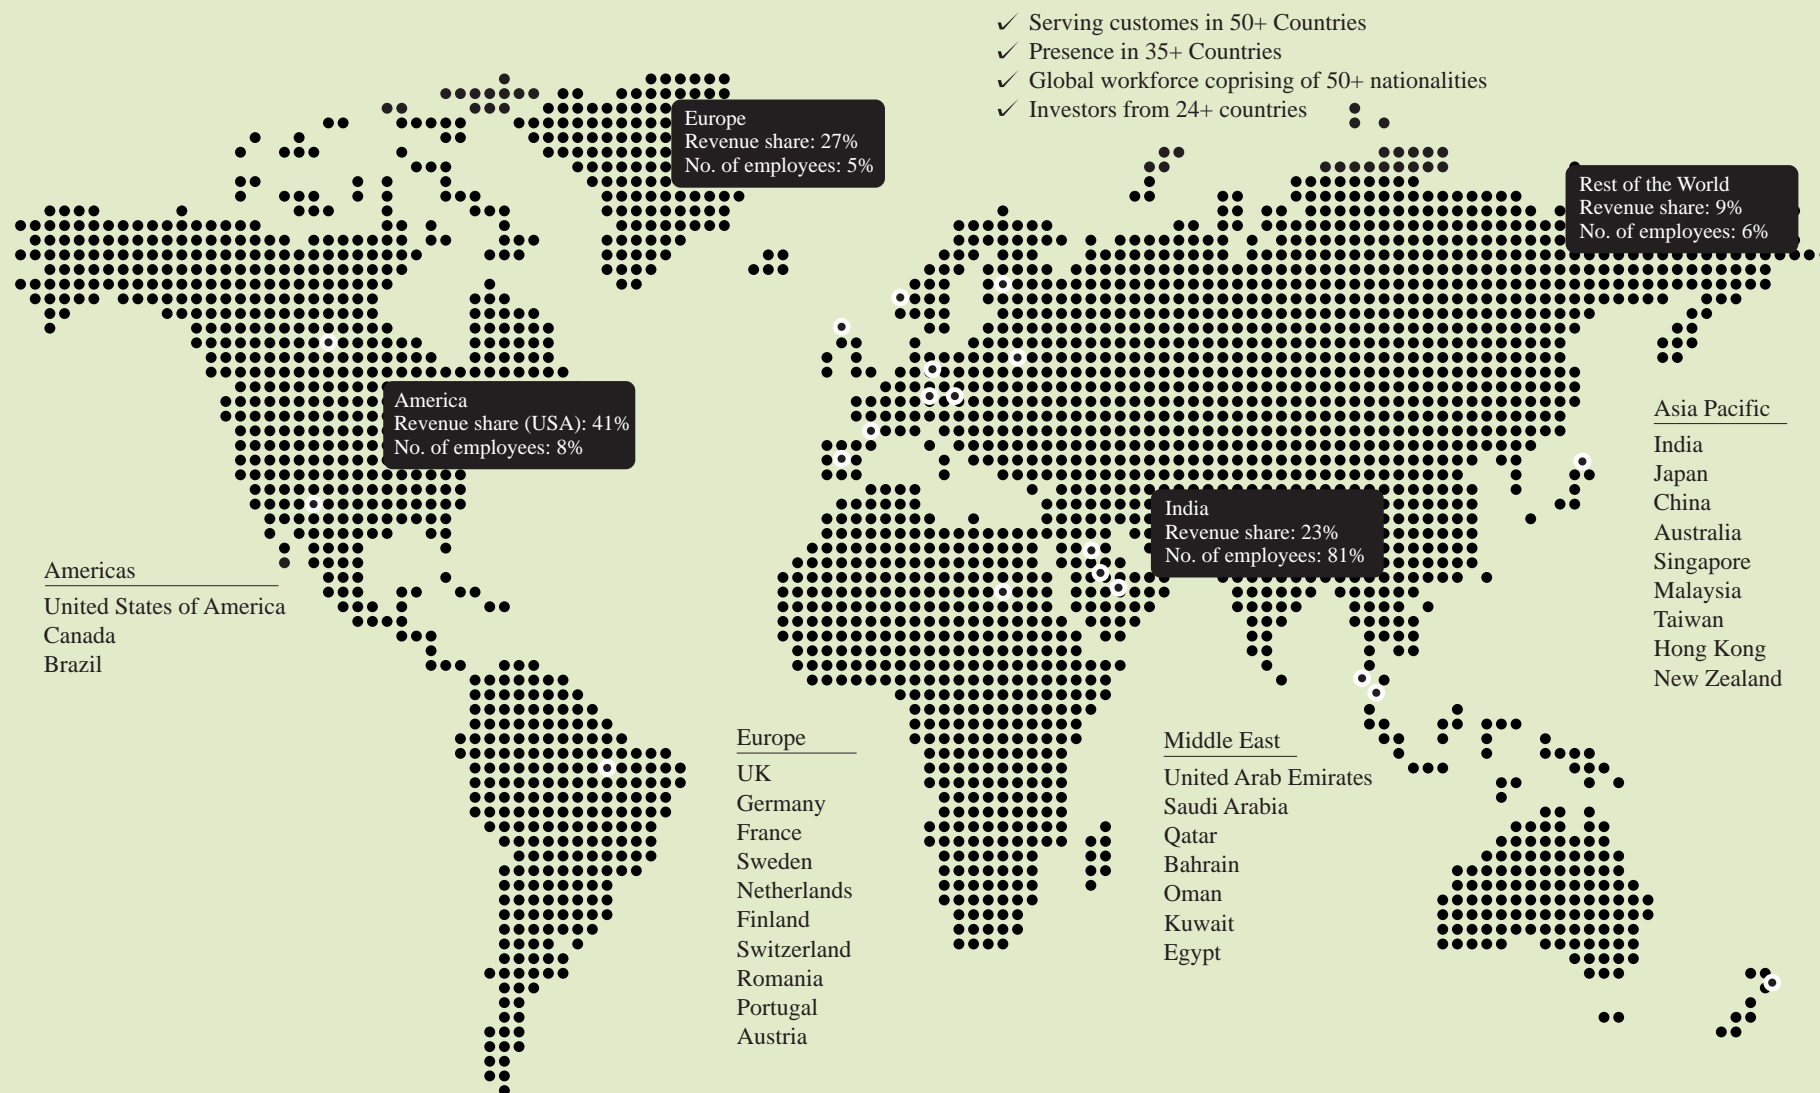 ✓ Serving customes in 50+ Countries
✓ Presence in 35+ Countries
✓ Global workforce coprising of 50+ nationalities
✓ Investors from 24+ countries
Europe
Revenue share: 27%
No. of employees: 5%
Rest of the World
Revenue share: 9%
No. of employees: 6%
America
Revenue share (USA): 41%
No. of employees: 8%
India
Revenue share: 23%
No. of employees: 81%
Americas
United States of America
Canada
Brazil
Europe
UK
Germany
France
Sweden
Netherlands
Finland
Switzerland
Romania
Portugal
Austria
Middle East
United Arab Emirates
Saudi Arabia
Qatar
Bahrain
Oman
Kuwait
Egypt
Asia Pacific
India
Japan
China
Australia
Singapore
Malaysia
Taiwan
Hong Kong
New Zealand